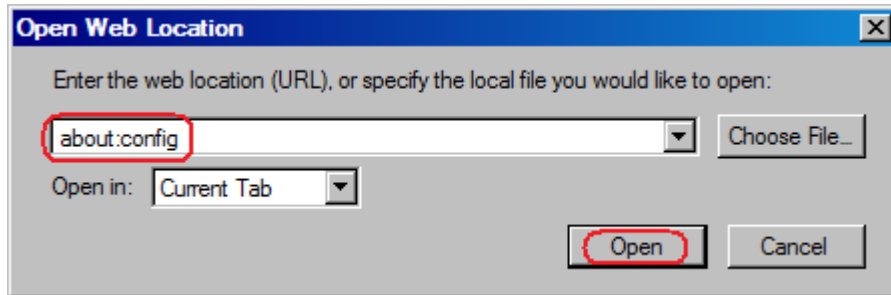 Open Web Location
Enter the web location (URL), or specify the local file you would like to open:
about:config
Choose File...
Open in: Current Tab
Open Cancel